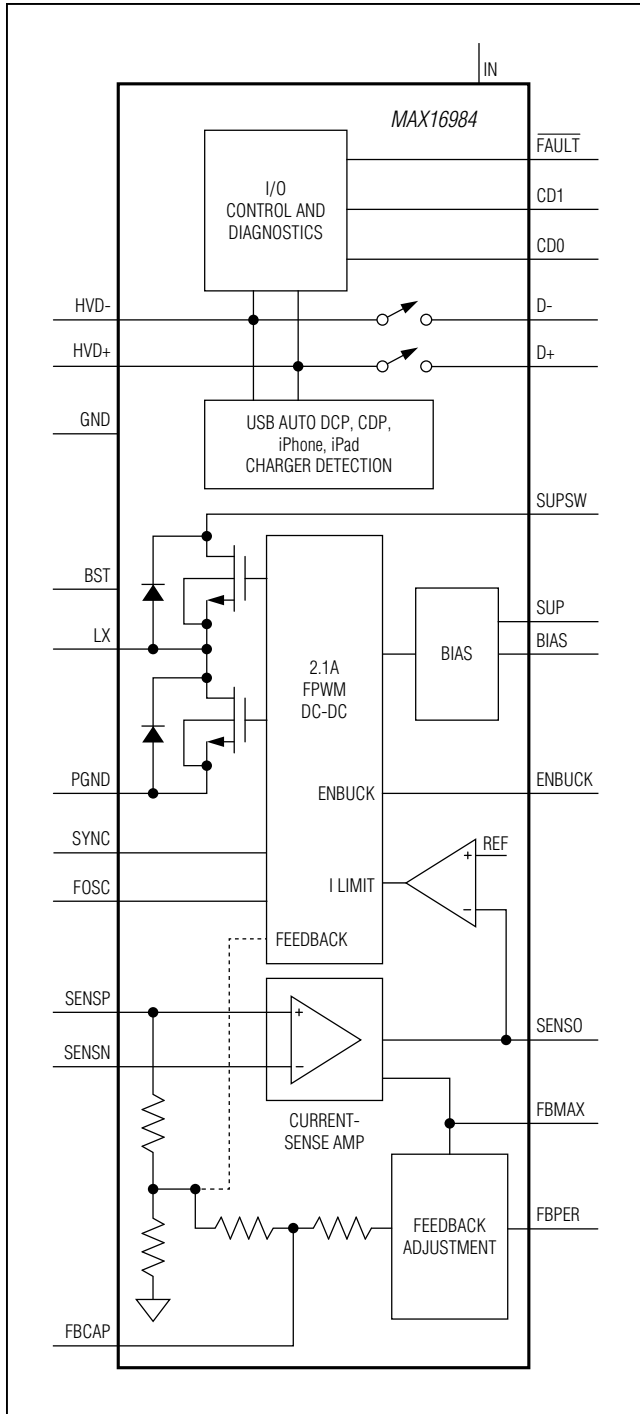 IN
MAX16984
I/O
CONTROL AND
DIAGNOSTICS
FAULT
CD1
CD0
HVD-
D-
HVD+
D+
GND
USB AUTO DCP, CDP,
iPhone, iPad
CHARGER DETECTION
SUPSW
BST
LX
2.1A
FPWM
DC-DC
BIAS
SUP
BIAS
PGND
ENBUCK
ENBUCK
SYNC
REF
+
FOSC
I LIMIT
-
FEEDBACK
SENSP
+
SENSN
-
SENSO
CURRENT-
SENSE AMP
FBMAX
FEEDBACK
ADJUSTMENT
FBPER
FBCAP